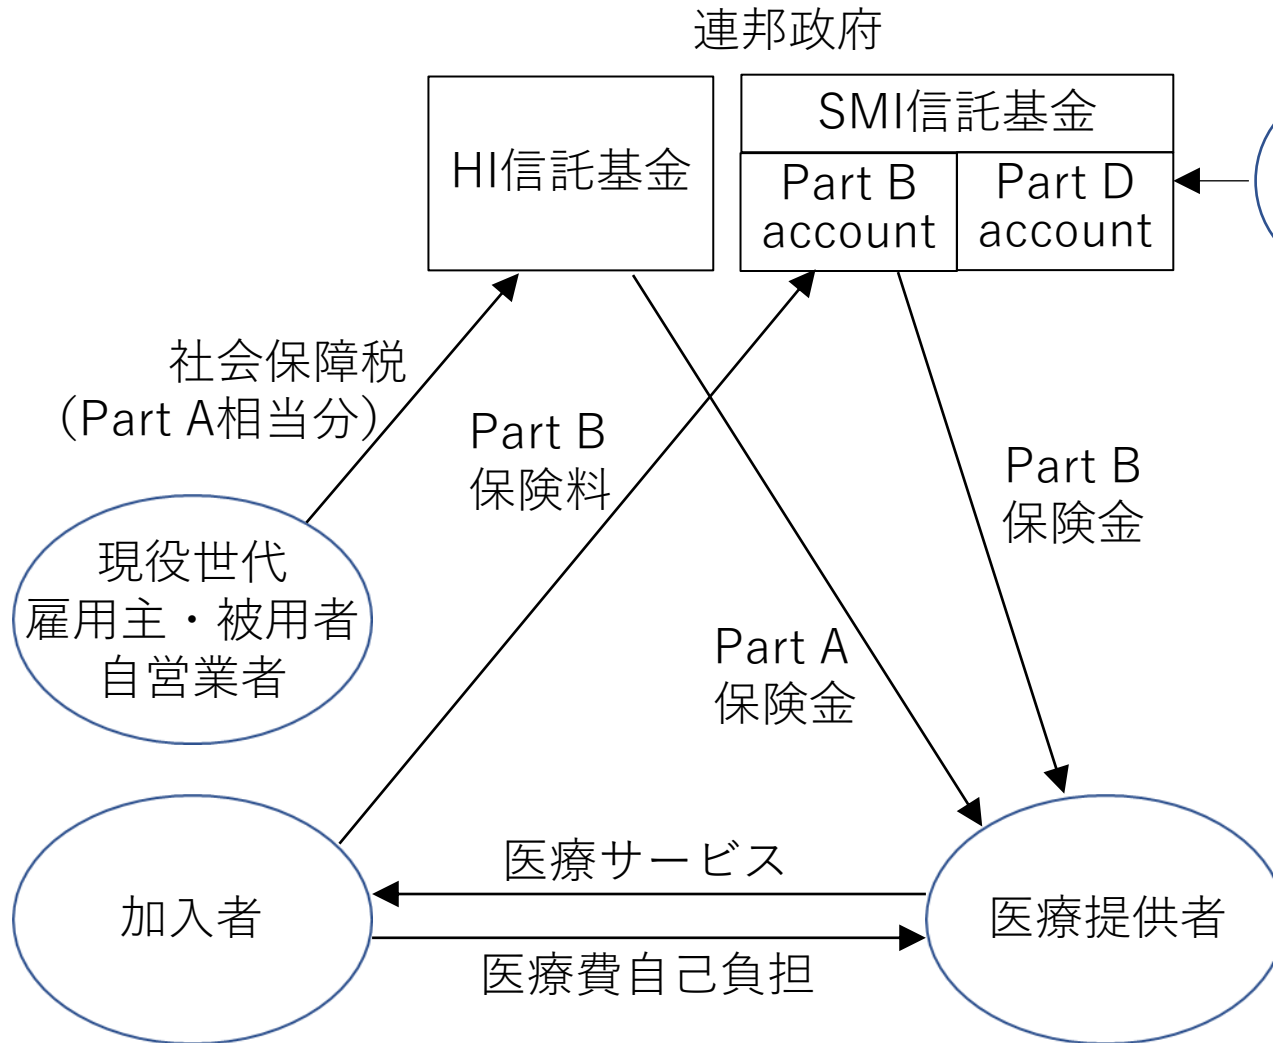 連邦政府
HI信託基金
SMI信託基金
Part B
account
Part D
account
社会保障税
（Part A相当分）
Part B
保険料
Part B
保険金
現役世代
雇用主・被用者
自営業者
Part A
保険金
医療サービス
加入者
医療提供者
医療費自己負担